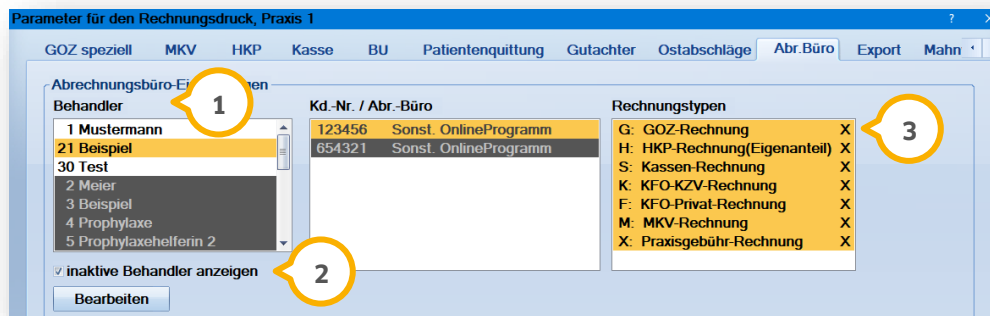 Parameter für den Rechnungsdruck, Praxis 1 ?
GOZ speziell MKV HKP Kasse BU Patientenquittung Gutachter Ostabschläge Abr.Büro Export Mahn
Abrechnungsbüro-Ei gen
Behandler Kd.-Nr. / Abr.-Büro Rechnungstypen
1
1 Mustermann
21 Beispiel
30 Test
2 Meier
3 Beispiel
4 Prophylaxe
5 Prophylaxehelferin 2
123456 Sonst. OnlineProgramm
654321 Sonst. OnlineProgramm
G: GOZ-Rechnung X
H: HKP-Rechnung(Eigenanteil) X
S: Kassen-Rechnung X
K: KFO-KZV-Rechnung X
F: KFO-Privat-Rechnung X
M: MKV-Rechnung X
X: Praxisgebühr-Rechnung X
3
inaktive Behandler anzeigen
2
Bearbeiten